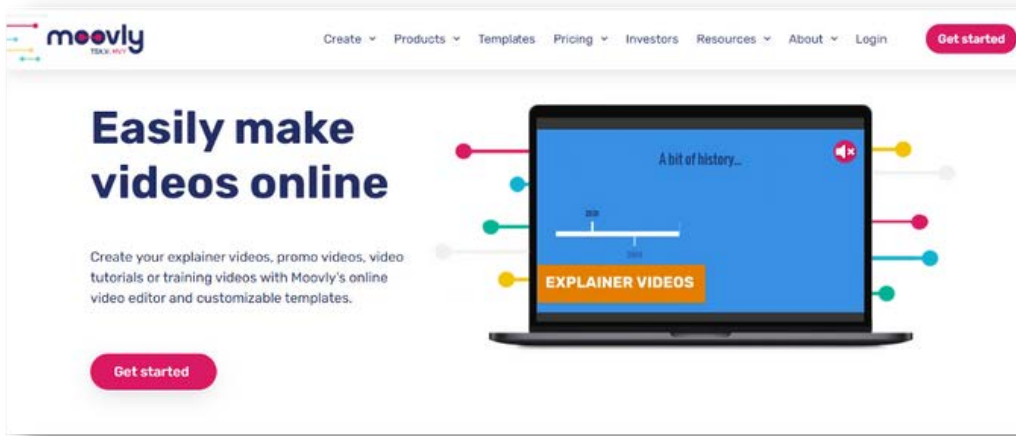 moovly
TSX.V: MVY
Create Products Templates Pricing Investors Resources About Login Get started
Easily make
videos online
Create your explainer videos, promo videos, video
tutorials or training videos with Moovly's online
video editor and customizable templates.
Get started
A bit of history...
EXPLAINER VIDEOS